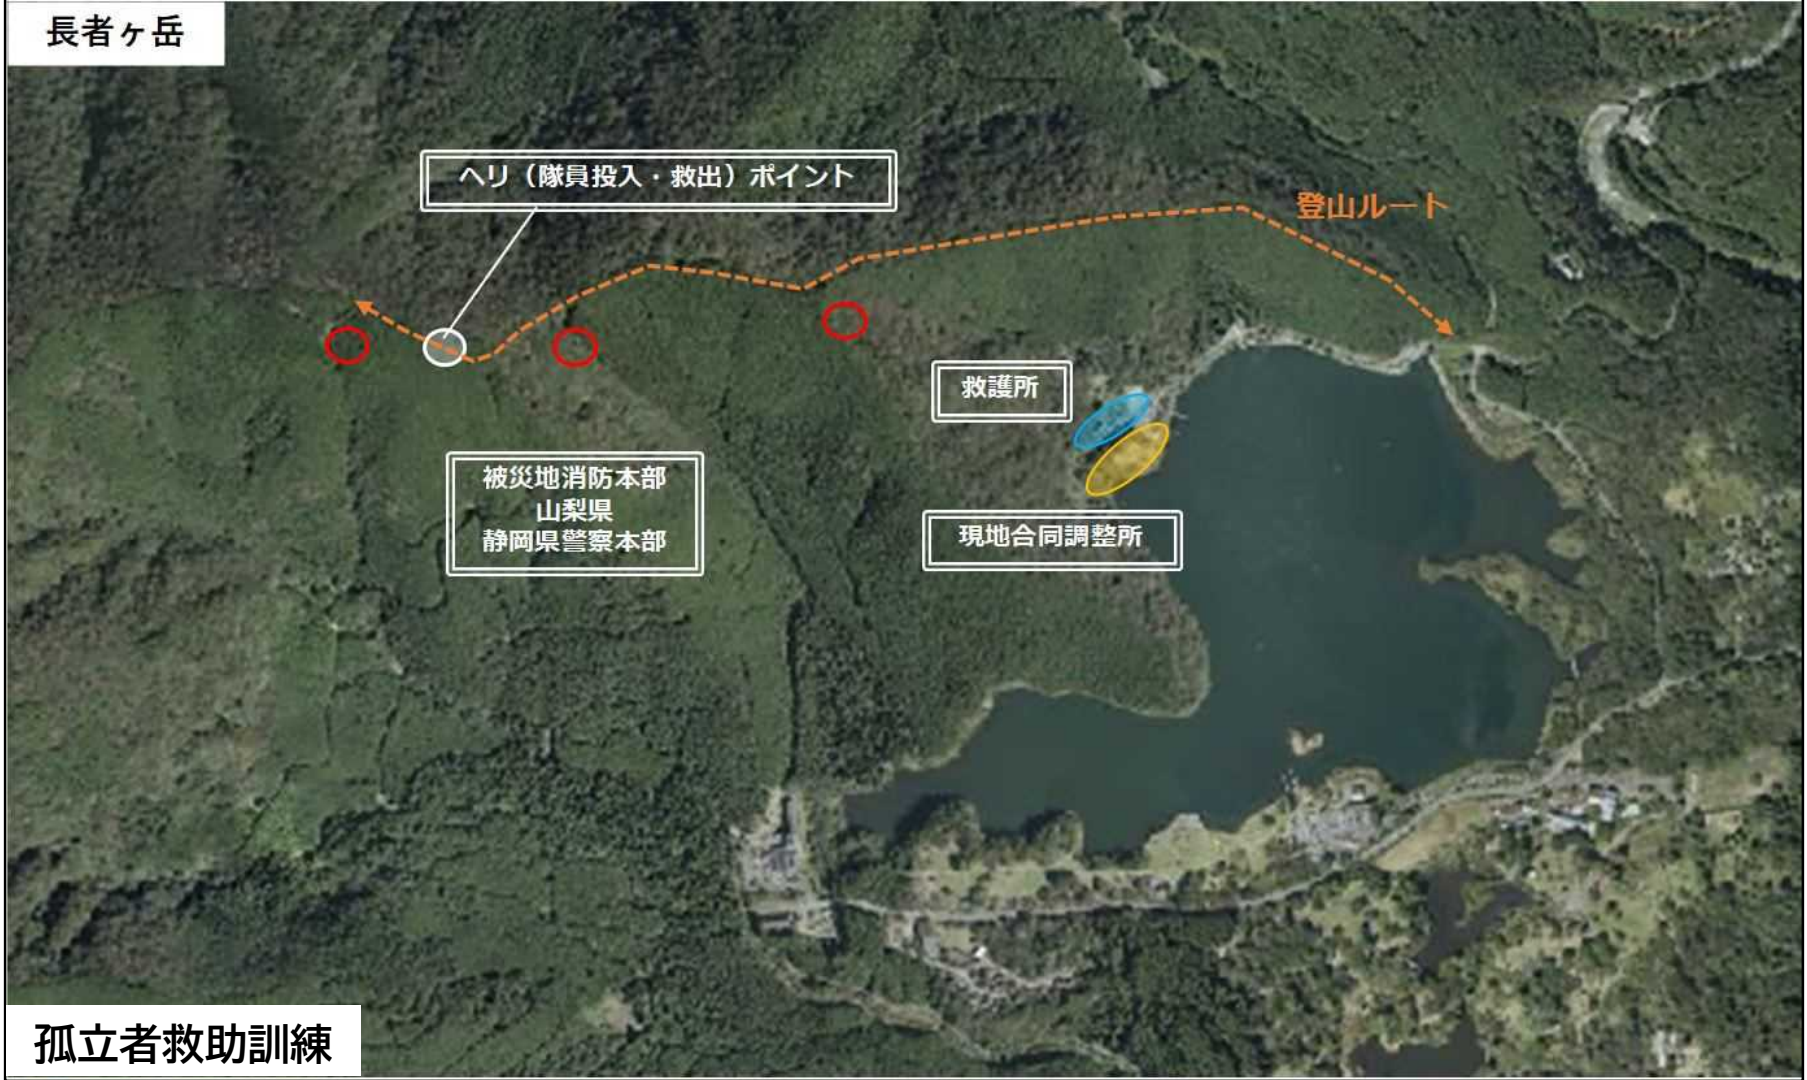 長者ヶ岳
ヘリ（隊員投入・救出）ポイント
登山ルート
救護所
被災地消防本部
山梨県
静岡県警察本部
現地合同調整所
孤立者救助訓練